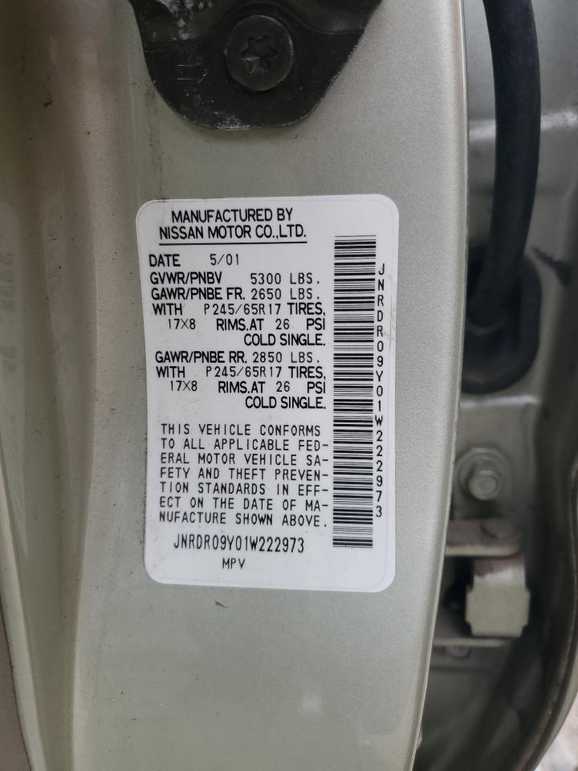 MANUFACTURED BY
NISSAN MOTOR CO.,LTD.
DATE 5/01
GVWR/PNBV 5300 LBS.
GAWR/PNBE FR. 2650 LBS.
WITH P245/65R17 TIRES,
17X8 RIMS,AT 26 PSI
COLD SINGLE.
GAWR/PNBE RR. 2850 LBS.
WITH P245/65R17 TIRES,
17X8 RIMS,AT 26 PSI
COLD SINGLE.
THIS VEHICLE CONFORMS
TO ALL APPLICABLE FED-
ERAL MOTOR VEHICLE SA-
FETY AND THEFT PREVEN-
TION STANDARDS IN EFF-
ECT ON THE DATE OF MA-
NUFACTURE SHOWN ABOVE.
JNRDR09Y01W222973
MPV
JNRDR09Y01W222973